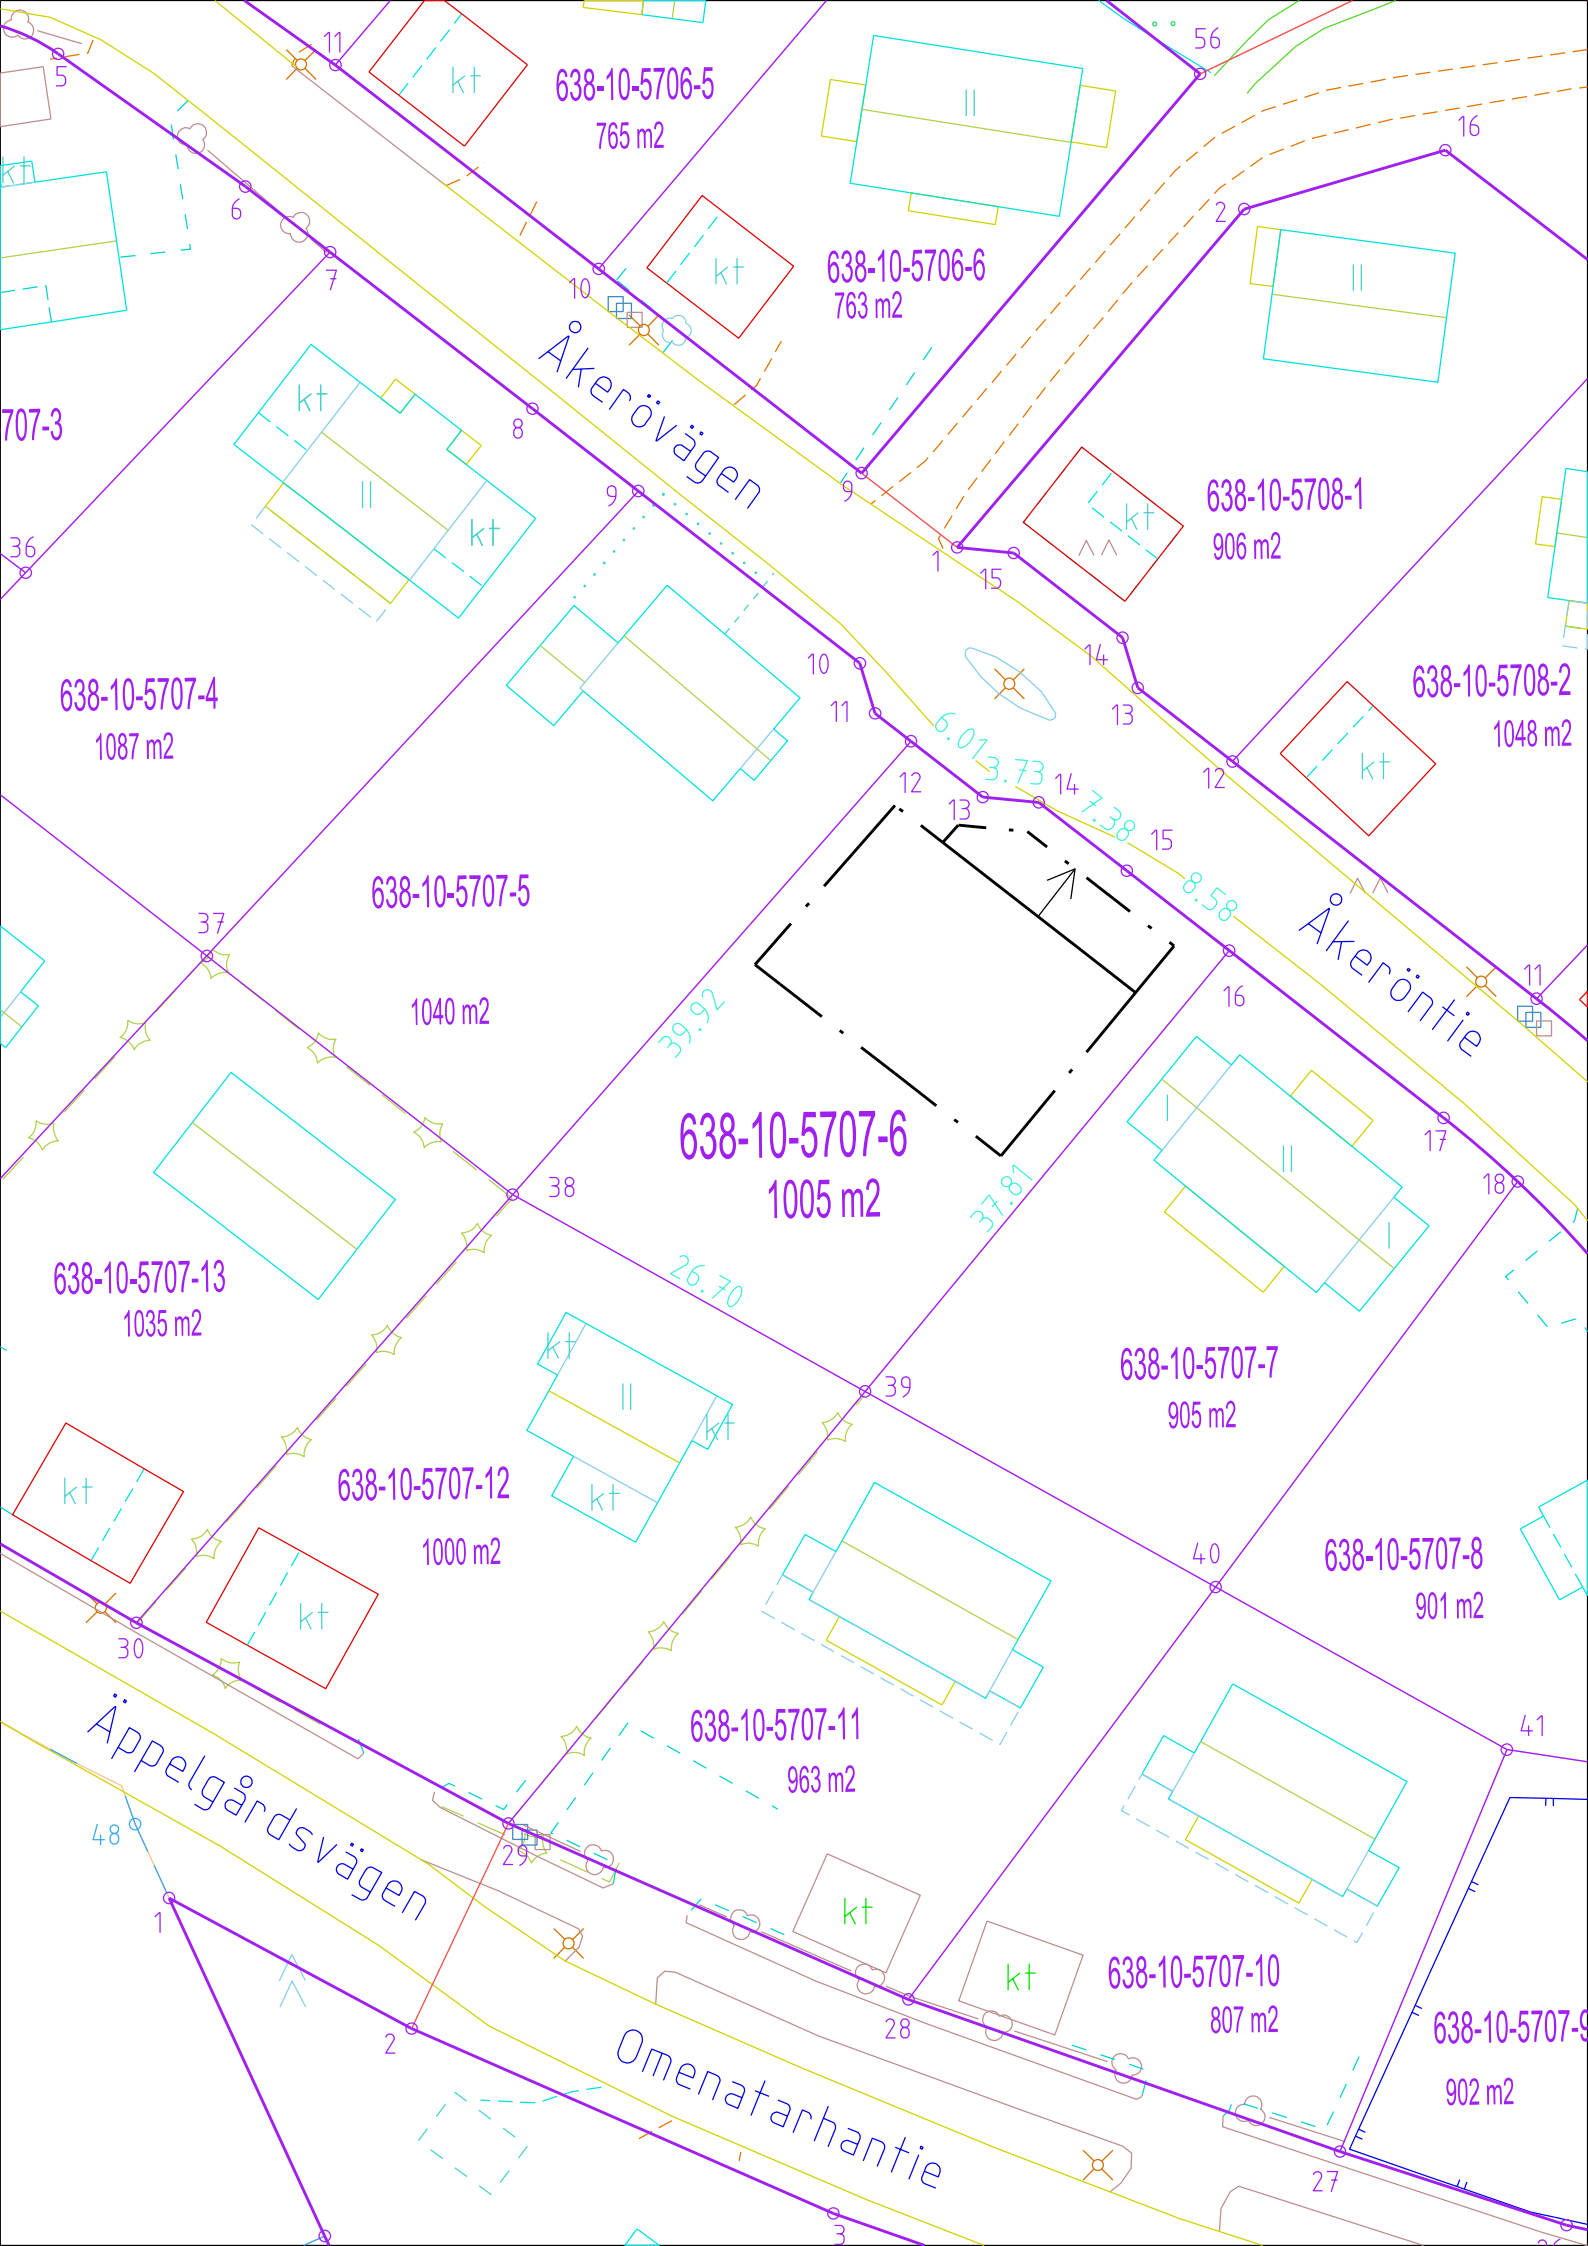 56
11
5
kt
638-10-5706-5
765 m2
II
16
kt
6
2
7
10
kt
638-10-5706-6
763 m2
II
Åkerövägen
kt
707-3
8
II
kt
9
9
kt
638-10-5708-1
906 m2
36
1
15
10
14
638-10-5707-4
1087 m2
11
13
638-10-5708-2
1048 m2
6.01
3.73
12
12
13
14
7.38
kt
15
638-10-5707-5
8.58
37
Åkeröntie
1040 m2
39.92
16
11
638-10-5707-6
1005 m2
I
II
17
38
37.81
18
I
638-10-5707-13
1035 m2
26.70
kt
II
kt
39
638-10-5707-7
905 m2
kt
638-10-5707-12
1000 m2
kt
40
638-10-5707-8
901 m2
kt
30
638-10-5707-11
963 m2
41
Äppelgårdsvägen
48
29
1
kt
kt
638-10-5707-10
807 m2
28
2
638-10-5707-9
902 m2
Omenatarhantie
27
3